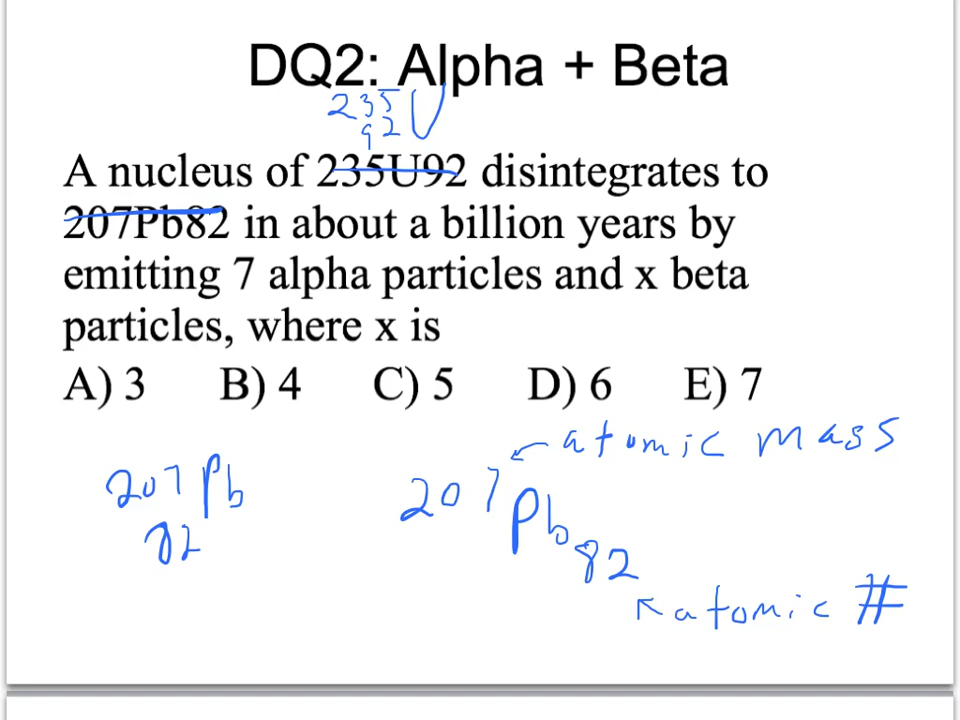 DQ2: Alpha + Beta
235
92 U
A nucleus of 235U92 disintegrates to
207Pb82 in about a billion years by
emitting 7 alpha particles and x beta
particles, where x is
A) 3 B) 4 C) 5 D) 6 E) 7
atomic mass
207 Pb 207 Pb 82
82
atomic #